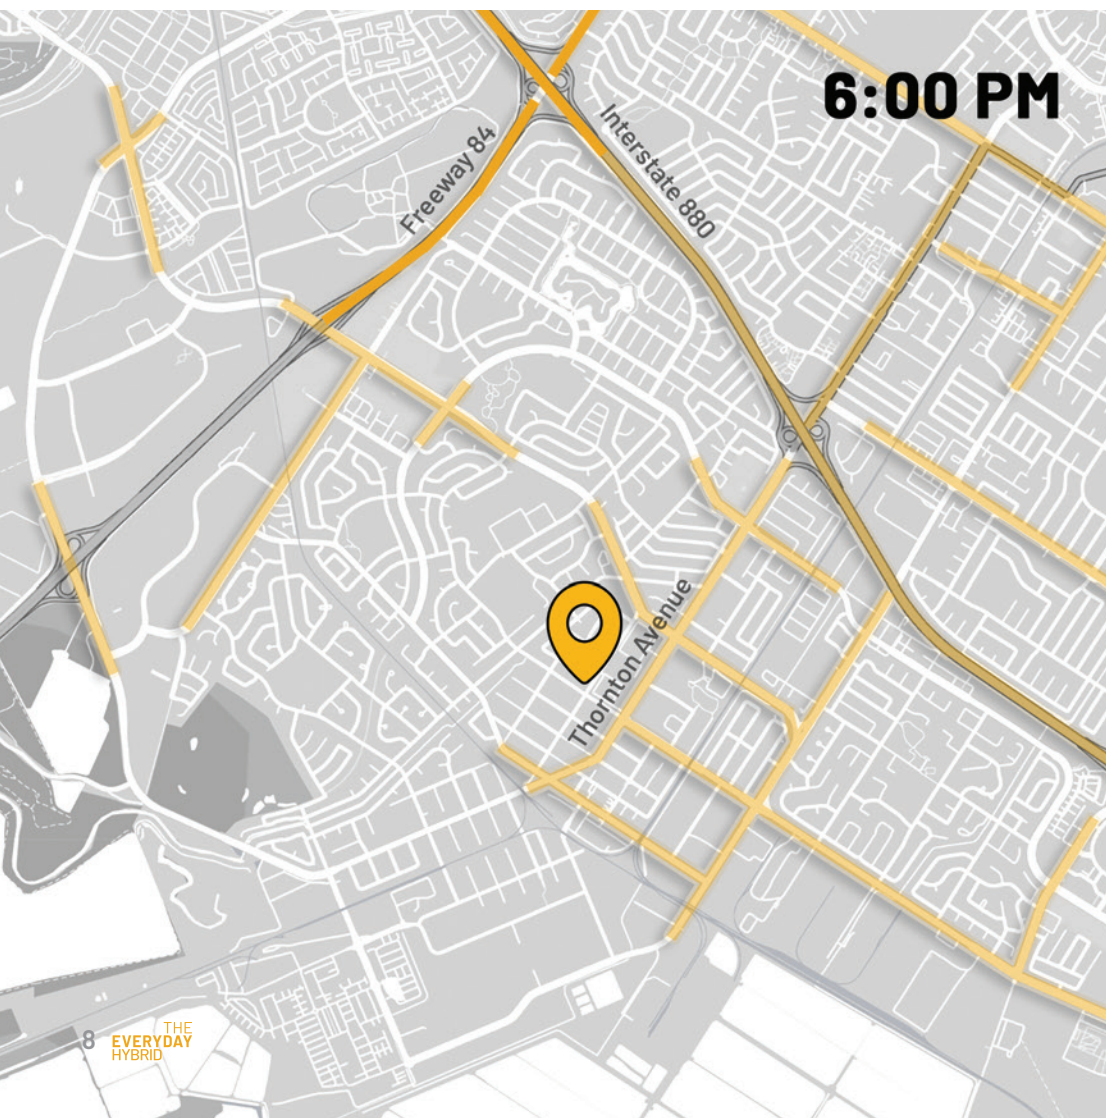 6:00 PM
Freeway 84
Interstate 880
Thornton Avenue
8
THE
EVERYDAY
HYBRID